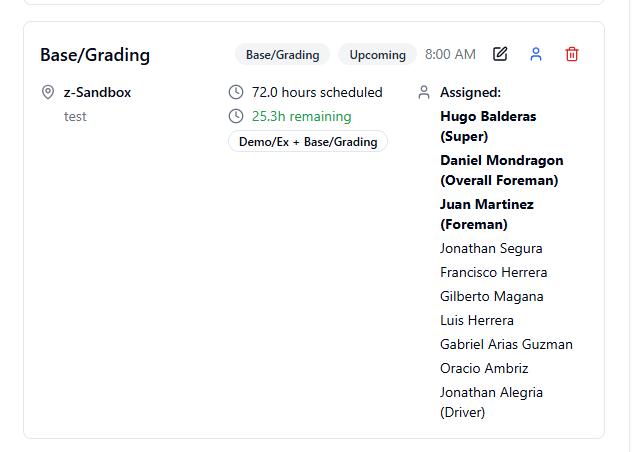 Base/Grading
Base/Grading
Upcoming
8:00 AM
z-Sandbox
test
72.0 hours scheduled
25.3h remaining
Demo/Ex + Base/Grading
Assigned:
Hugo Balderas
(Super)
Daniel Mondragon
(Overall Foreman)
Juan Martinez
(Foreman)
Jonathan Segura
Francisco Herrera
Gilberto Magana
Luis Herrera
Gabriel Arias Guzman
Oracio Ambriz
Jonathan Alegria
(Driver)